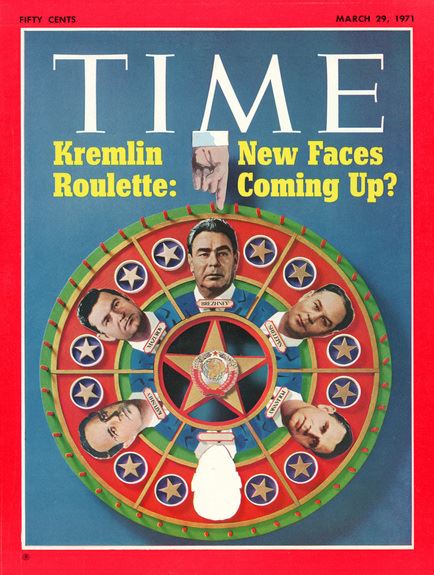 FIFTY CENTS
MARCH 29, 1971
TIME
Kremlin
Roulette:
New Faces
Coming Up?
BREZHNEV